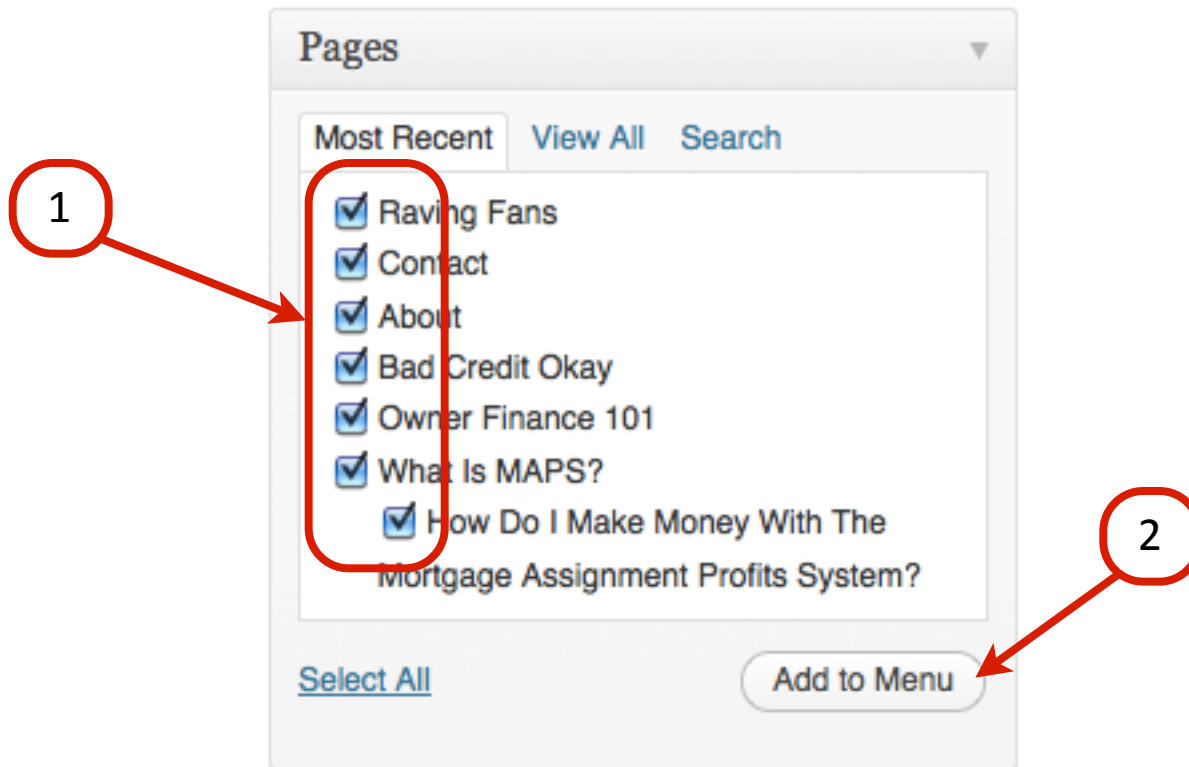 Pages
Most Recent View All Search
1
Raving Fans
Contact
About
Bad Credit Okay
Owner Finance 101
What Is MAPS?
How Do I Make Money With The
Mortgage Assignment Profits System?
2
Select All Add to Menu